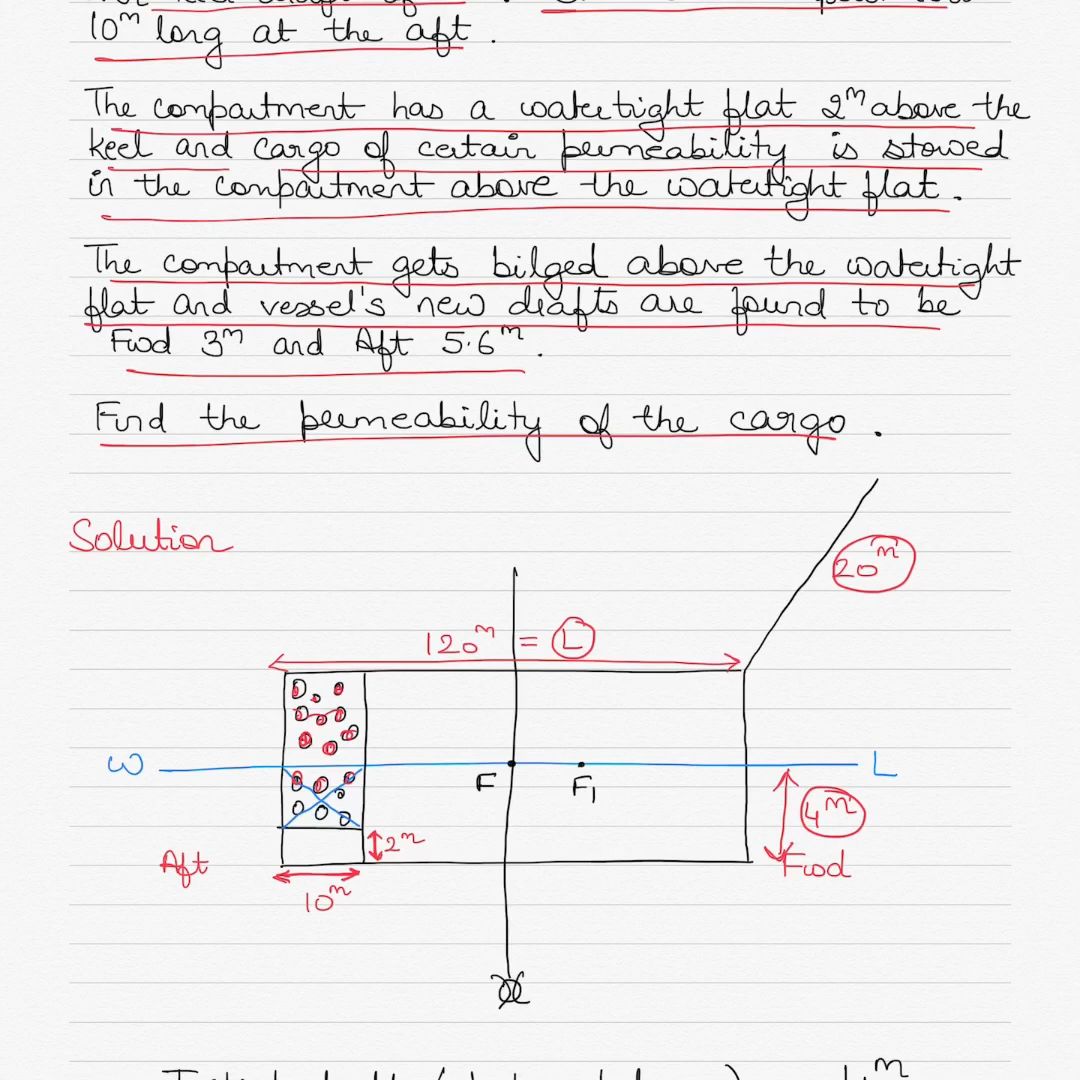 10ᵐ long at the aft.
The compartment has a watertight flat 2ᵐ above the
keel and cargo of certain permeability is stowed
in the compartment above the watertight flat.
The compartment gets bilged above the watertight
flat and vessel's new drafts are found to be
Fwd 3ᵐ and Aft 5.6ᵐ.
Find the permeability of the cargo.
Solution
20ᵐ
120ᵐ = L
W
L
F
F₁
4ᵐ
2ᵐ
Aft
Fwd
10ᵐ